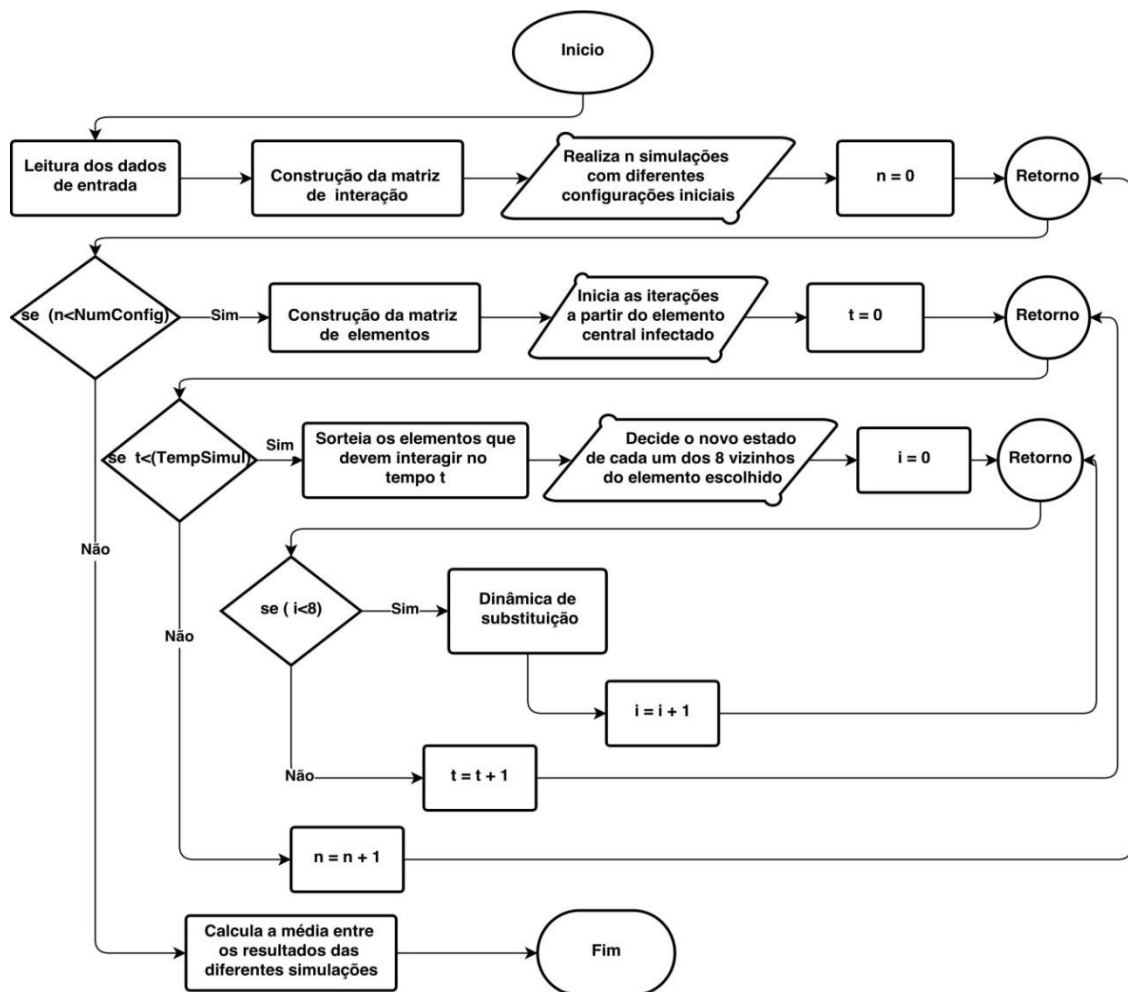 Inicio
Leitura dos dados
de entrada
Construção da matriz
de interação
Realiza n simulações
com diferentes
configurações iniciais
n = 0
Retorno
se (n<NumConfig)
Sim
Construção da matriz
de elementos
Inicia as iterações
a partir do elemento
central infectado
t = 0
Retorno
se t<(TempSimul)
Sim
Sorteia os elementos que
devem interagir no
tempo t
Decide o novo estado
de cada um dos 8 vizinhos
do elemento escolhido
i = 0
Retorno
Não
se ( i<8)
Sim
Dinâmica de
substituição
Não
i = i + 1
Não
t = t + 1
n = n + 1
Calcula a média entre
os resultados das
diferentes simulações
Fim